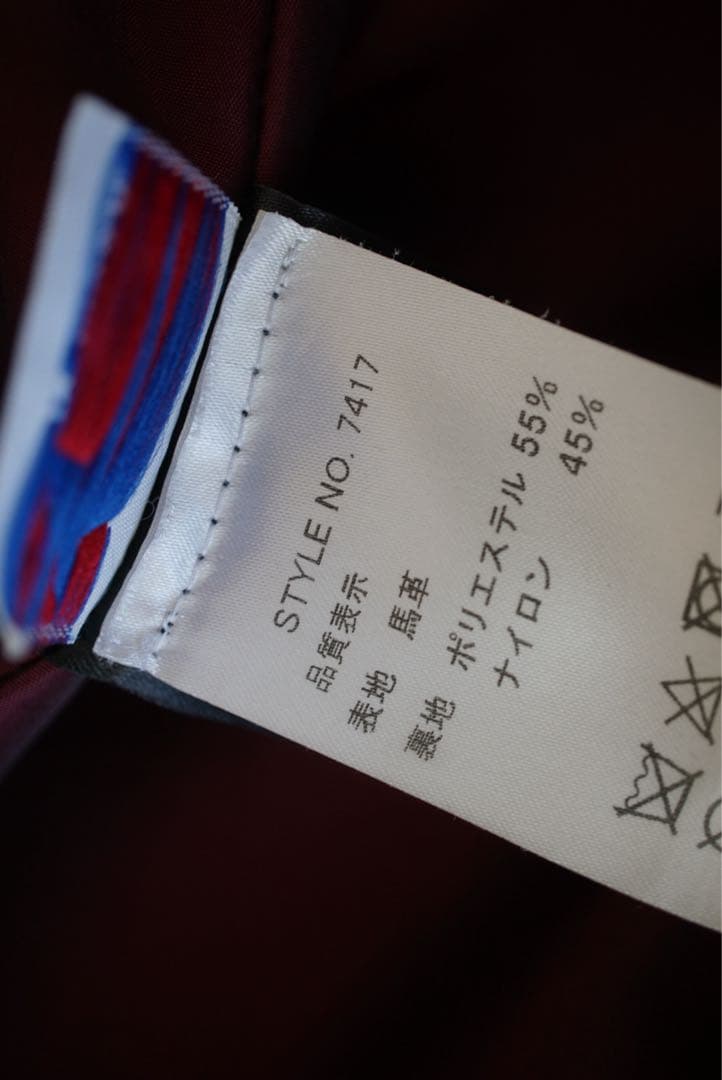 STYLE NO. 7417
品質表示
表地 馬革
裏地 ポリエステル 55%
ナイロン 45%